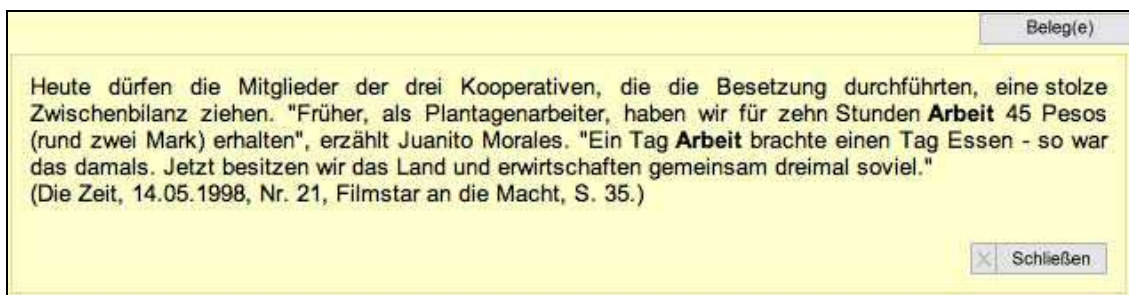 Beleg(e)
Heute dürfen die Mitglieder der drei Kooperativen, die die Besetzung durchführten, eine stolze
Zwischenbilanz ziehen. "Früher, als Plantagenarbeiter, haben wir für zehn Stunden Arbeit 45 Pesos
(rund zwei Mark) erhalten", erzählt Juanito Morales. "Ein Tag Arbeit brachte einen Tag Essen - so war
das damals. Jetzt besitzen wir das Land und erwirtschaften gemeinsam dreimal soviel."
(Die Zeit, 14.05.1998, Nr. 21, Filmstar an die Macht, S. 35.)
X Schließen